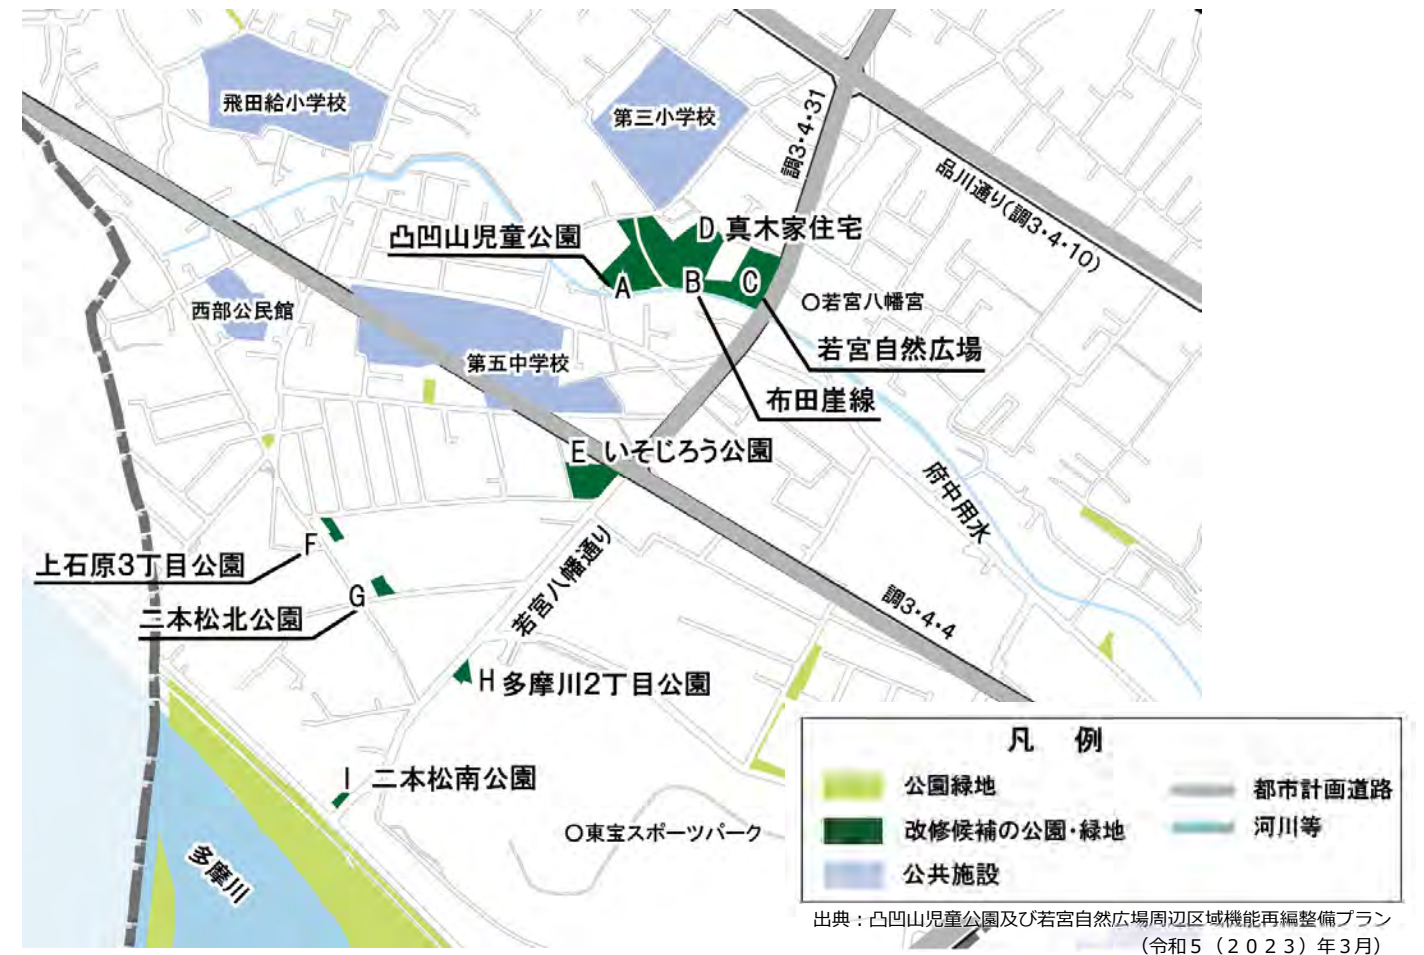 飛田給小学校
第三小学校
調3・4・31
品川通り(調3・4・10)
凸凹山児童公園
D 真木家住宅
A
B
C
西部公民館
若宮八幡宮
第五中学校
若宮自然広場
布田崖線
E いそじろう公園
府中用水
F
上石原3丁目公園
G
二本松北公園
若宮八幡通り
調3・4・4
H 多摩川2丁目公園
I 二本松南公園
東宝スポーツパーク
多摩川
凡 例
公園緑地
改修候補の公園・緑地
公共施設
都市計画道路
河川等
出典：凸凹山児童公園及び若宮自然広場周辺区域機能再編整備プラン
（令和５（２０２３）年３月）